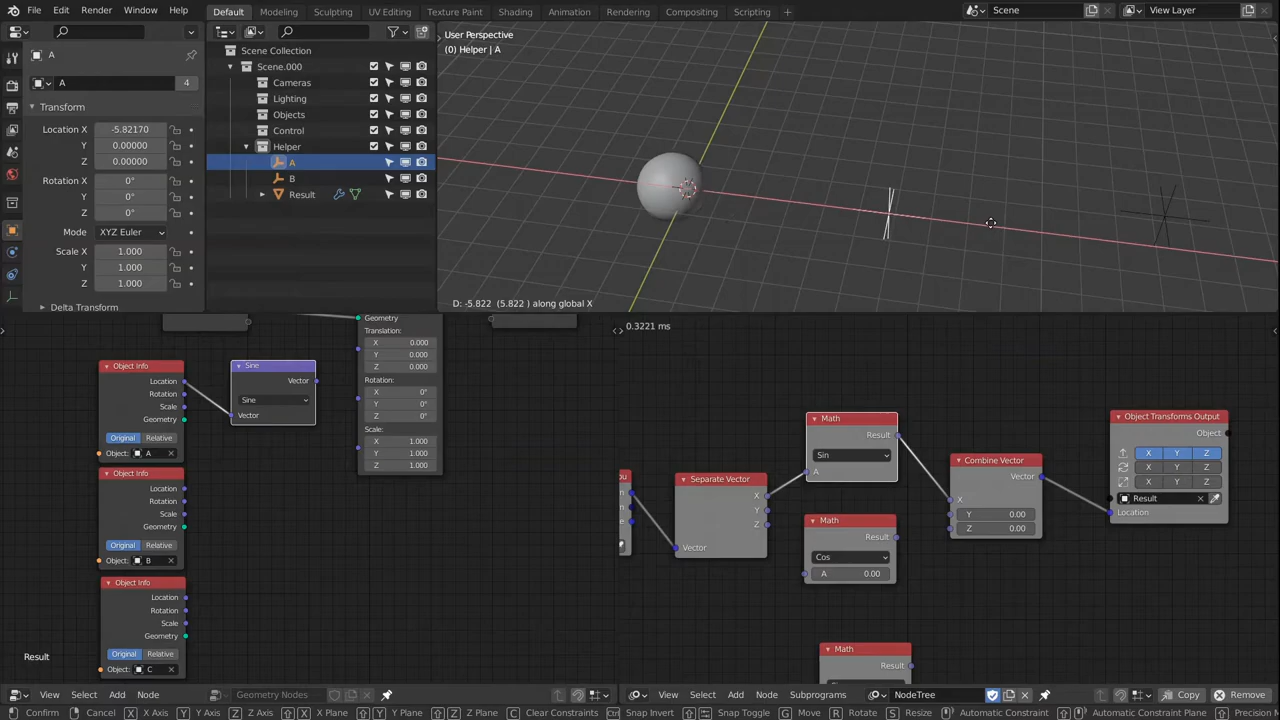 File Edit Render Window Help Default Modeling Sculpting UV Editing Texture Paint Shading Animation Rendering Compositing Scripting + Scene View Layer
A
A 4
Transform
Location X -5.82170
Y 0.00000
Z 0.00000
Rotation X 0°
Y 0°
Z 0°
Mode XYZ Euler
Scale X 1.000
Y 1.000
Z 1.000
Delta Transform
Scene Collection
Scene.000
Cameras
Lighting
Objects
Control
Helper
A
B
Result
User Perspective
(0) Helper | A
D: -5.822 (5.822 ) along global X
Object Info
Location
Rotation
Scale
Geometry
Original Relative
Object: A
Object Info
Location
Rotation
Scale
Geometry
Original Relative
Object: B
Object Info
Location
Rotation
Scale
Geometry
Original Relative
Object: C
Sine
Vector
Sine
Vector
Geometry
Translation:
X 0.000
Y 0.000
Z 0.000
Rotation:
X 0°
Y 0°
Z 0°
Scale:
X 1.000
Y 1.000
Z 1.000
Result
0.3221 ms
Separate Vector
X
Y
Z
Vector
Math
Result
Sin
A
Math
Result
Cos
A 0.00
Math
Result
Combine Vector
Vector
X
Y 0.00
Z 0.00
Object Transforms Output
Object
X Y Z
X Y Z
X Y Z
Result
Location
View Select Add Node Geometry Nodes
View Select Add Node Subprograms NodeTree Copy Remove
Confirm Cancel X Axis Y Axis Z Axis X Plane Y Plane Z Plane Clear Constraints Snap Invert Snap Toggle Move Rotate Resize Automatic Constraint Automatic Constraint Plane Precision